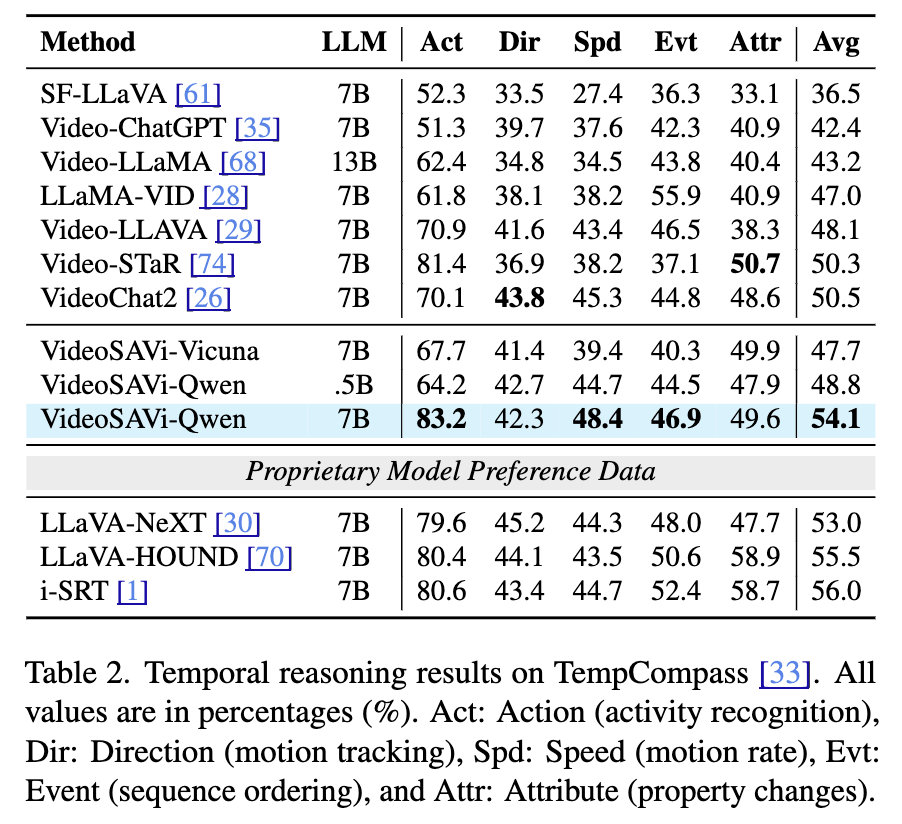 Method LLM Act Dir Spd Evt Attr Avg
SF-LLaVA [61] 7B 52.3 33.5 27.4 36.3 33.1 36.5
Video-ChatGPT [35] 7B 51.3 39.7 37.6 42.3 40.9 42.4
Video-LLaMA [68] 13B 62.4 34.8 34.5 43.8 40.4 43.2
LLaMA-VID [28] 7B 61.8 38.1 38.2 55.9 40.9 47.0
Video-LLAVA [29] 7B 70.9 41.6 43.4 46.5 38.3 48.1
Video-STaR [74] 7B 81.4 36.9 38.2 37.1 50.7 50.3
VideoChat2 [26] 7B 70.1 43.8 45.3 44.8 48.6 50.5
VideoSAVi-Vicuna 7B 67.7 41.4 39.4 40.3 49.9 47.7
VideoSAVi-Qwen .5B 64.2 42.7 44.7 44.5 47.9 48.8
VideoSAVi-Qwen 7B 83.2 42.3 48.4 46.9 49.6 54.1
Proprietary Model Preference Data
LLaVA-NeXT [30] 7B 79.6 45.2 44.3 48.0 47.7 53.0
LLaVA-HOUND [70] 7B 80.4 44.1 43.5 50.6 58.9 55.5
i-SRT [1] 7B 80.6 43.4 44.7 52.4 58.7 56.0
Table 2. Temporal reasoning results on TempCompass [33]. All
values are in percentages (%). Act: Action (activity recognition),
Dir: Direction (motion tracking), Spd: Speed (motion rate), Evt:
Event (sequence ordering), and Attr: Attribute (property changes).